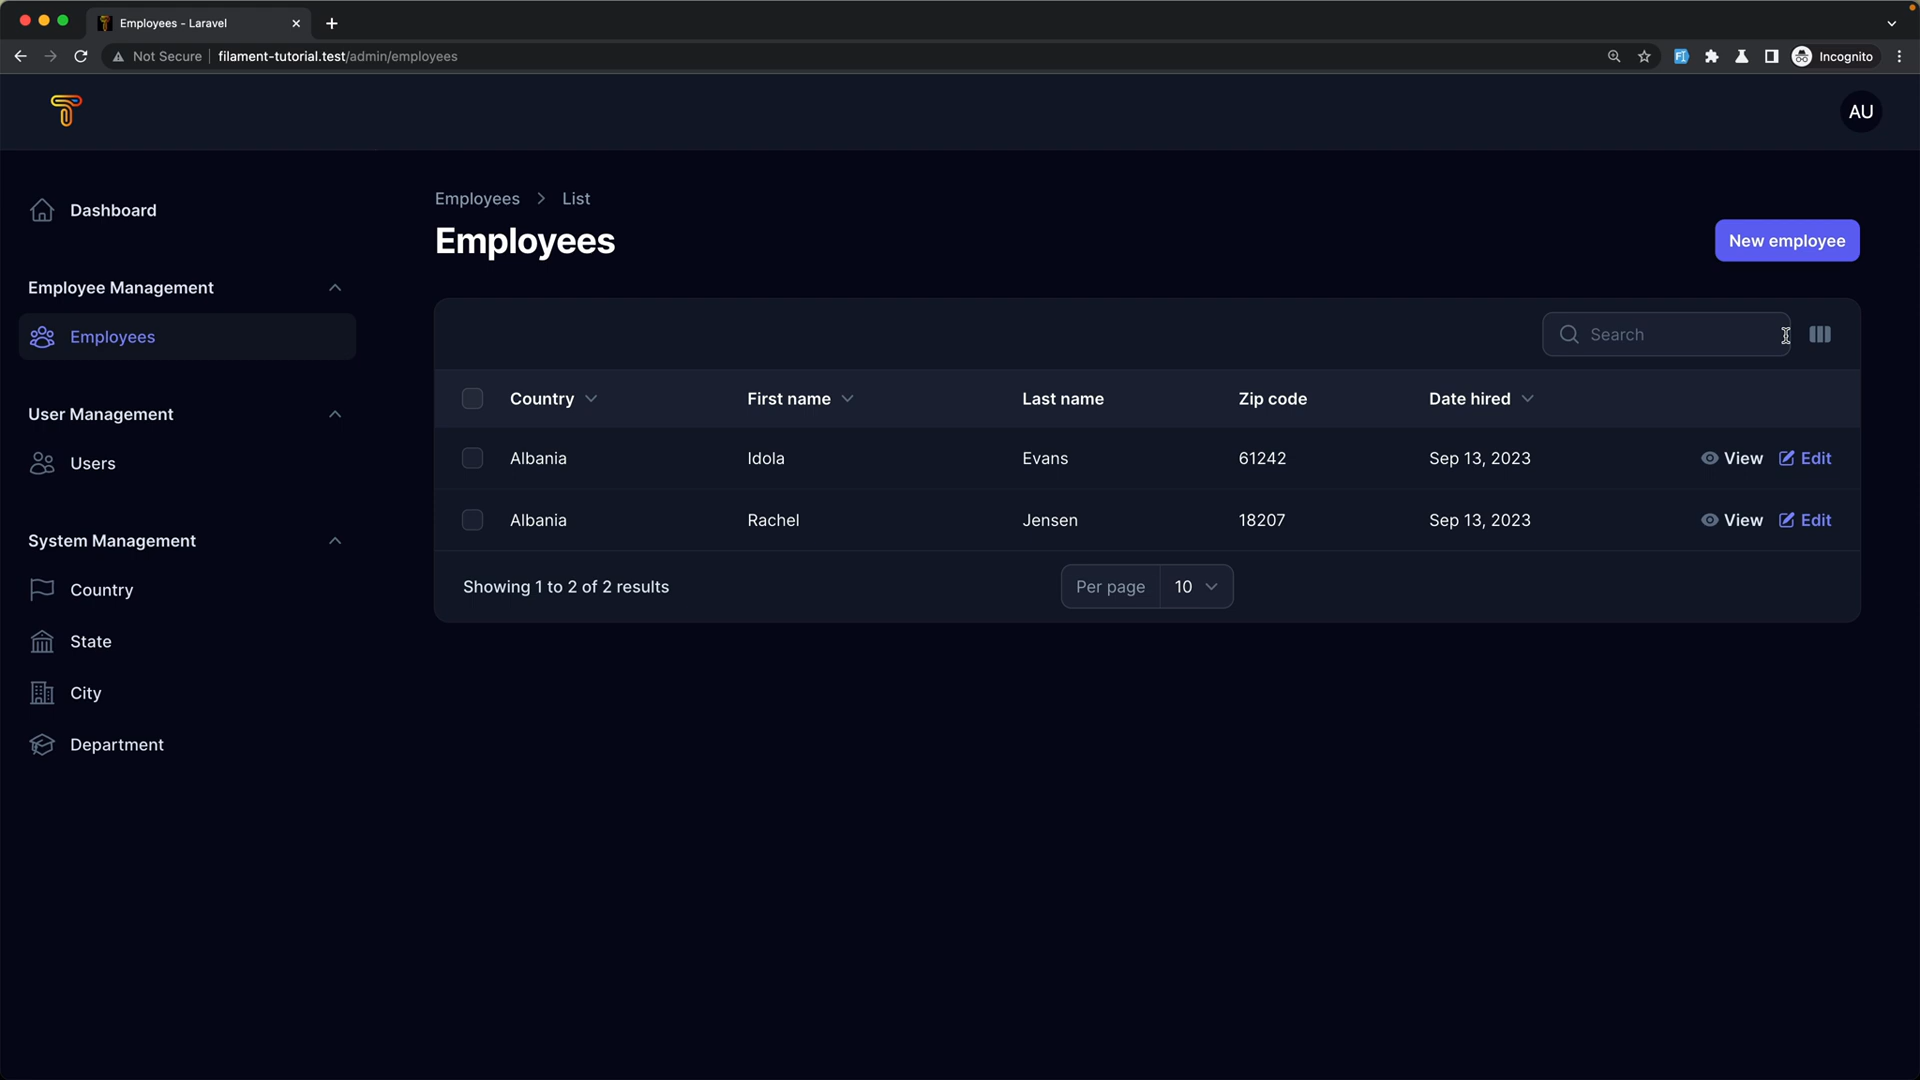 Employees - Laravel
Not Secure filament-tutorial.test/admin/employees Incognito
AU
Dashboard
Employee Management
Employees
User Management
Users
System Management
Country
State
City
Department
Employees List
Employees
New employee
Search
Country First name Last name Zip code Date hired
Albania Idola Evans 61242 Sep 13, 2023 View Edit
Albania Rachel Jensen 18207 Sep 13, 2023 View Edit
Showing 1 to 2 of 2 results Per page 10